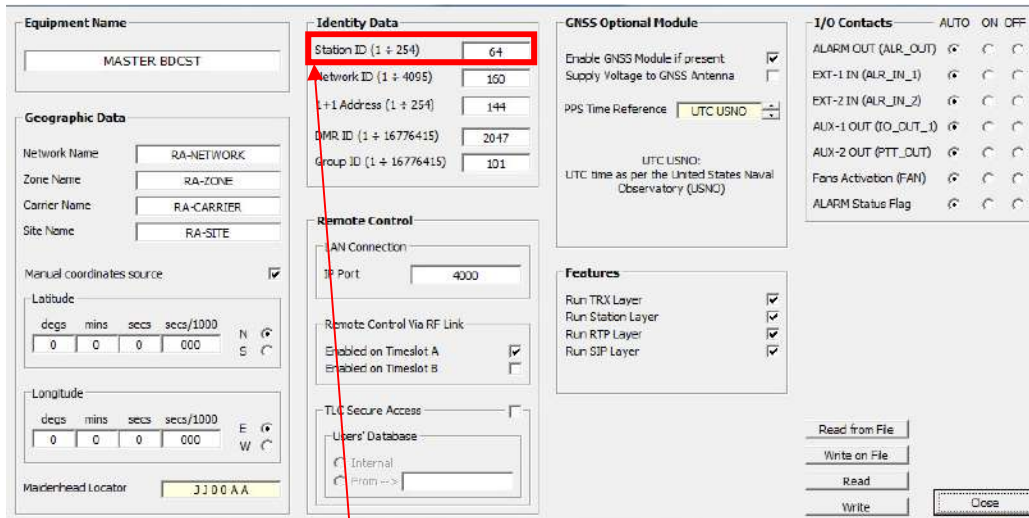 Equipment Name
MASTER BDCST
Geographic Data
Network Name RA-NETWORK
Zone Name RA-ZONE
Carrier Name RA-CARRIER
Site Name RA-SITE
Manual coordinates source
Latitude
degs mins secs secs/1000
0 0 0 000
N
S
Longitude
degs mins secs secs/1000
0 0 0 000
E
W
Maidenhead Locator JJ00AA
Identity Data
Station ID (1 ÷ 254) 64
Network ID (1 ÷ 4095) 160
1+1 Address (1 ÷ 254) 144
DMR ID (1 ÷ 16776415) 2047
Group ID (1 ÷ 16776415) 101
Remote Control
LAN Connection
IP Port 4000
Remote Control Via RF Link
Enabled on Timeslot A
Enabled on Timeslot B
TLC Secure Access
Users' Database
Internal
From -->
GNSS Optional Module
Enable GNSS Module if present
Supply Voltage to GNSS Antenna
PPS Time Reference UTC USNO
UTC USNO:
UTC time as per the United States Naval
Observatory (USNO)
Features
Run TRX Layer
Run Station Layer
Run RTP Layer
Run SIP Layer
I/O Contacts AUTO ON OFF
ALARM OUT (ALR_OUT)
EXT-1 IN (ALR_IN_1)
EXT-2 IN (ALR_IN_2)
AUX-1 OUT (TO_OUT_1)
AUX-2 OUT (PTT_OUT)
Fans Activation (FAN)
ALARM Status Flag
Read from File
Write on File
Read
Write
Close